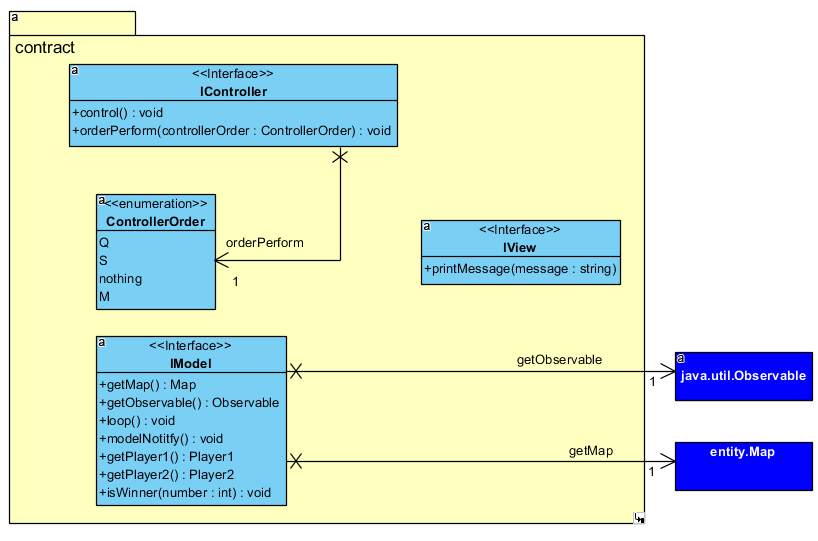 a
contract
a
<<Interface>>
IController
+control() : void
+orderPerform(controllerOrder : ControllerOrder) : void
a
<<enumeration>>
ControllerOrder
Q
S
nothing
M
orderPerform
1
a
<<Interface>>
IView
+printMessage(message : string)
a
<<Interface>>
IModel
+getMap() : Map
+getObservable() : Observable
+loop() : void
+modelNotitfy() : void
+getPlayer1() : Player1
+getPlayer2() : Player2
+isWinner(number : int) : void
getObservable
1
a
java.util.Observable
getMap
1
entity.Map